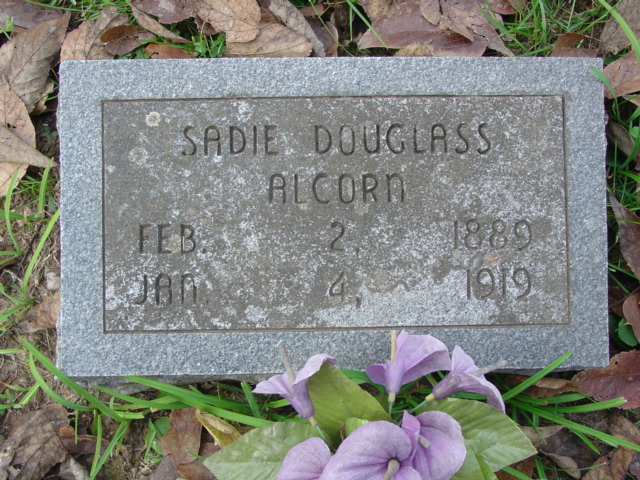 SADIE DOUGLASS
ALCORN
FEB. 2, 1889
JAN. 4, 1919